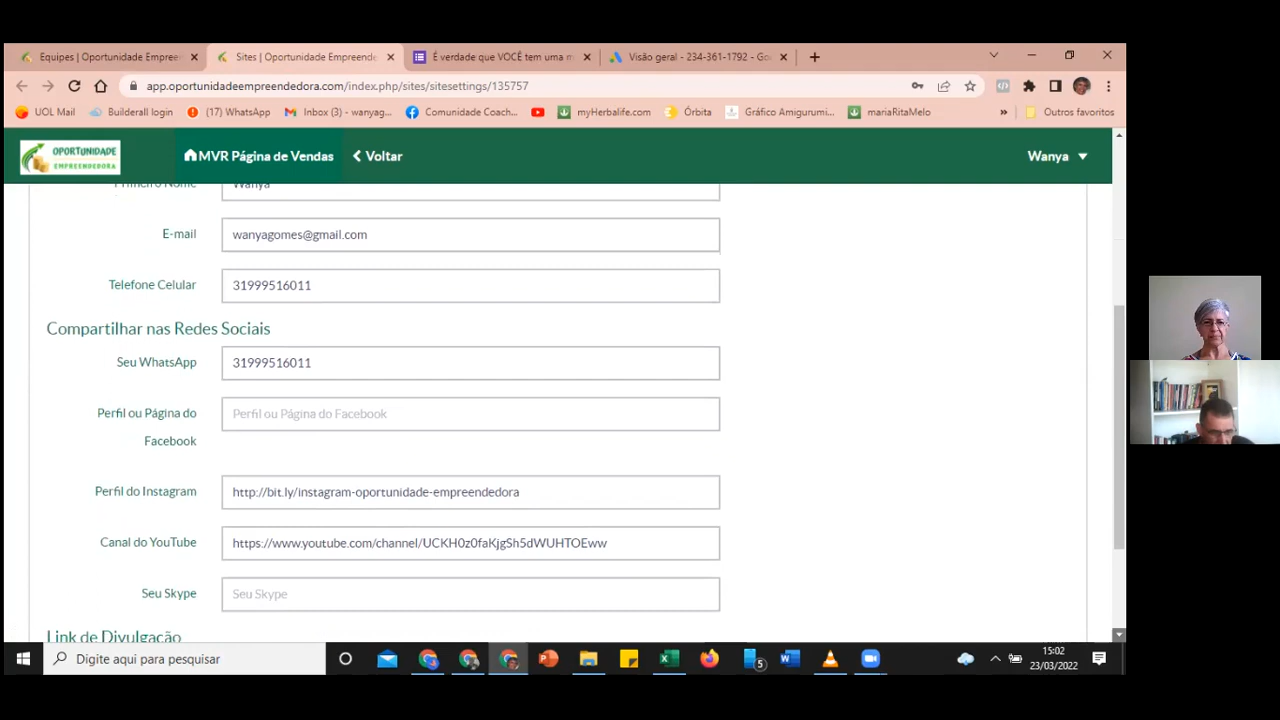 Equipes | Oportunidade Empreen
Sites | Oportunidade Empreende
É verdade que VOCÊ tem uma m
Visão geral - 234-361-1792 - Go
app.oportunidadeempreendedora.com/index.php/sites/sitesettings/135757
UOL Mail
Builderall login
(17) WhatsApp
Inbox (3) - wanyag...
Comunidade Coach...
myHerbalife.com
Órbita
Gráfico Amigurumi...
mariaRitaMelo
»
Outros favoritos
OPORTUNIDADE
EMPREENDEDORA
MVR Página de Vendas
Voltar
Wanya
Primeiro Nome
Wanya
E-mail
wanyagomes@gmail.com
Telefone Celular
31999516011
Compartilhar nas Redes Sociais
Seu WhatsApp
31999516011
Perfil ou Página do
Facebook
Perfil ou Página do Facebook
Perfil do Instagram
http://bit.ly/instagram-oportunidade-empreendedora
Canal do YouTube
https://www.youtube.com/channel/UCKH0z0faKjgSh5dWUHTOEww
Seu Skype
Seu Skype
Link de Divulgação
Digite aqui para pesquisar
5
15:02
23/03/2022